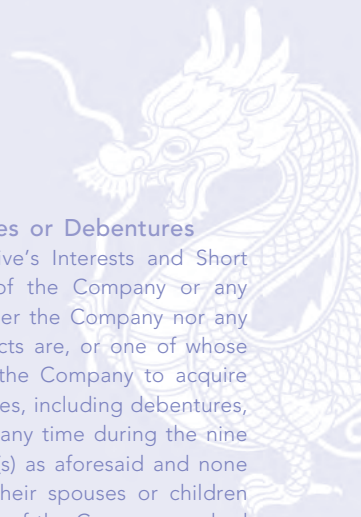 es or Debentures
ve's Interests and Short
of the Company or any
er the Company nor any
cts are, or one of whose
the Company to acquire
es, including debentures,
any time during the nine
(s) as aforesaid and none
their spouses or children